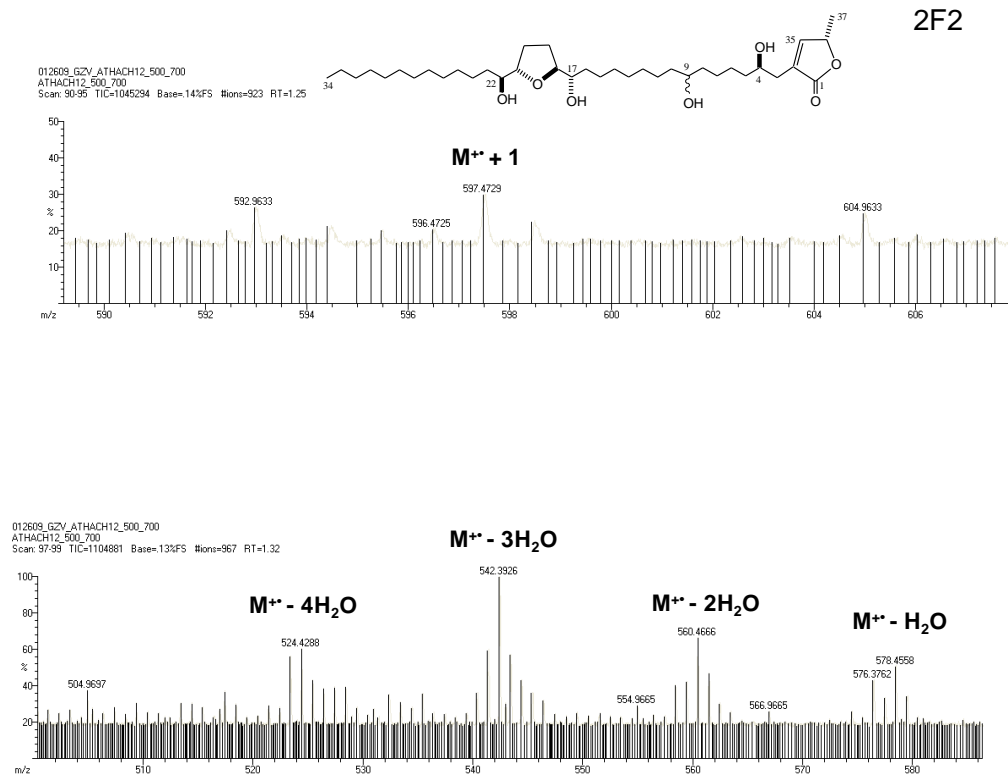 2F2
37
35
OH
O
1
O
4
9
OH
17
OH
O
22
OH
34
012609_GZV_ATHACH12_500_700
ATHACH12_500_700
Scan: 90-95 TIC=1045294 Base=.14%FS #ions=923 RT=1.25
M+• + 1
50
40
30
%
20
10
592.9633
596.4725
597.4729
604.9633
m/z 590 592 594 596 598 600 602 604 606
012609_GZV_ATHACH12_500_700
ATHACH12_500_700
Scan: 97-99 TIC=1104881 Base=.13%FS #ions=967 RT=1.32
M+• - 3H2O
M+• - 4H2O
M+• - 2H2O
M+• - H2O
100
80
60
%
40
20
504.9697
524.4288
542.3926
554.9665
560.4666
566.9665
576.3762
578.4558
m/z 510 520 530 540 550 560 570 580